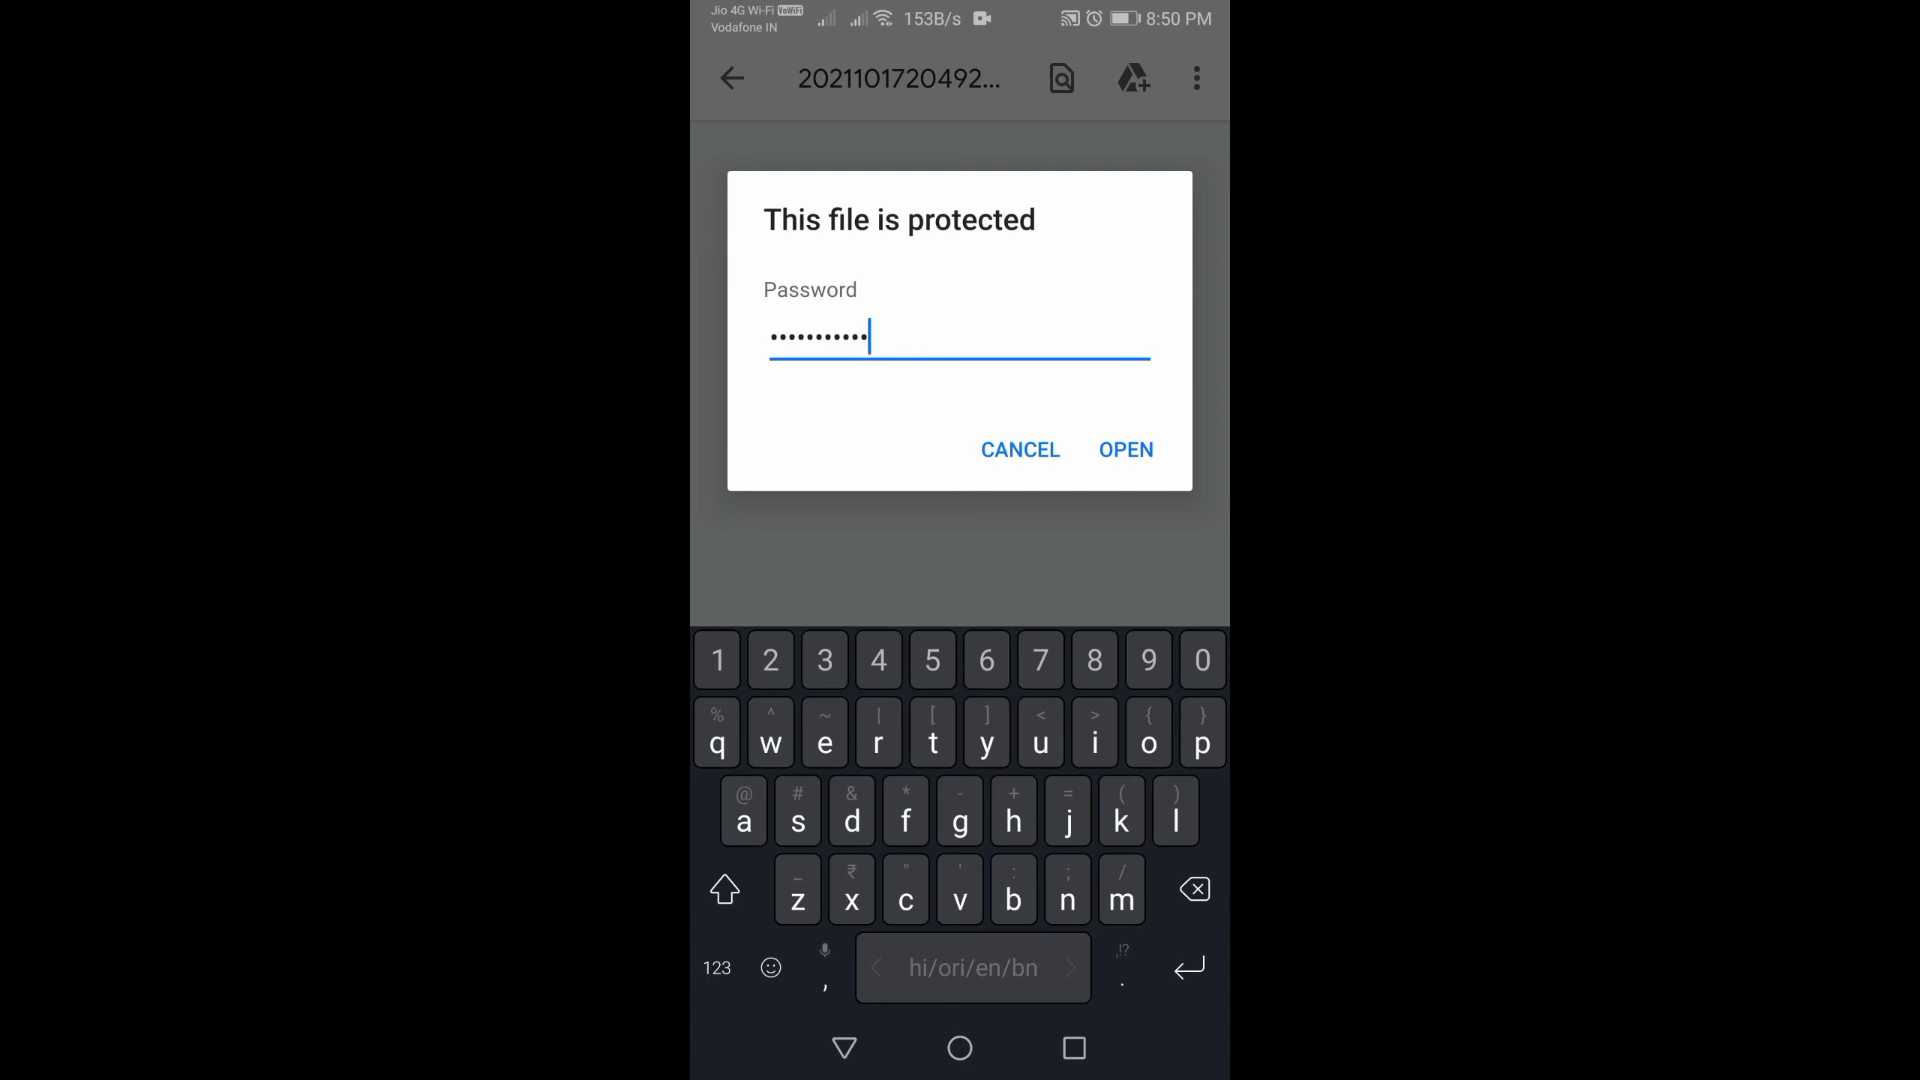 Jio 4G Wi-Fi VoWiFi
Vodafone IN
153B/s
8:50 PM
2021101720492...
This file is protected
Password
•••••••••••
CANCEL OPEN
1 2 3 4 5 6 7 8 9 0
% ^ ~ | [ ] < > { }
q w e r t y u i o p
@ # & * - + = ( )
a s d f g h j k l
_ ₹ " ' : ; /
z x c v b n m
,!?
123 , < hi/ori/en/bn > .